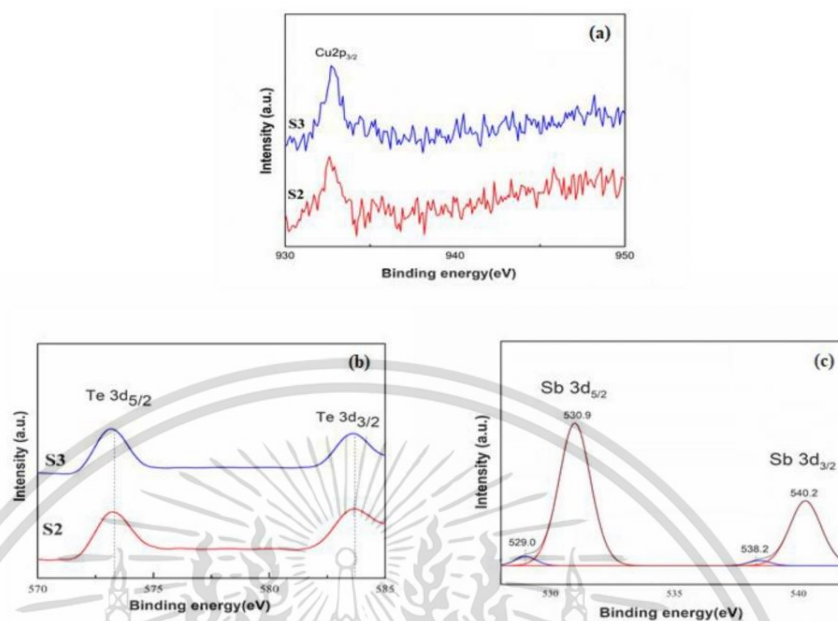 (a)
Cu2p3/2
S3
S2
Intensity (a.u.)
930 940 950
Binding energy(eV)
(b)
Te 3d5/2
Te 3d3/2
S3
S2
Intensity (a.u.)
570 575 580 585
Binding energy(eV)
(c)
Sb 3d5/2
530.9
Sb 3d3/2
540.2
529.0
538.2
Intensity (a.u.)
530 535 540
Binding energy(eV)